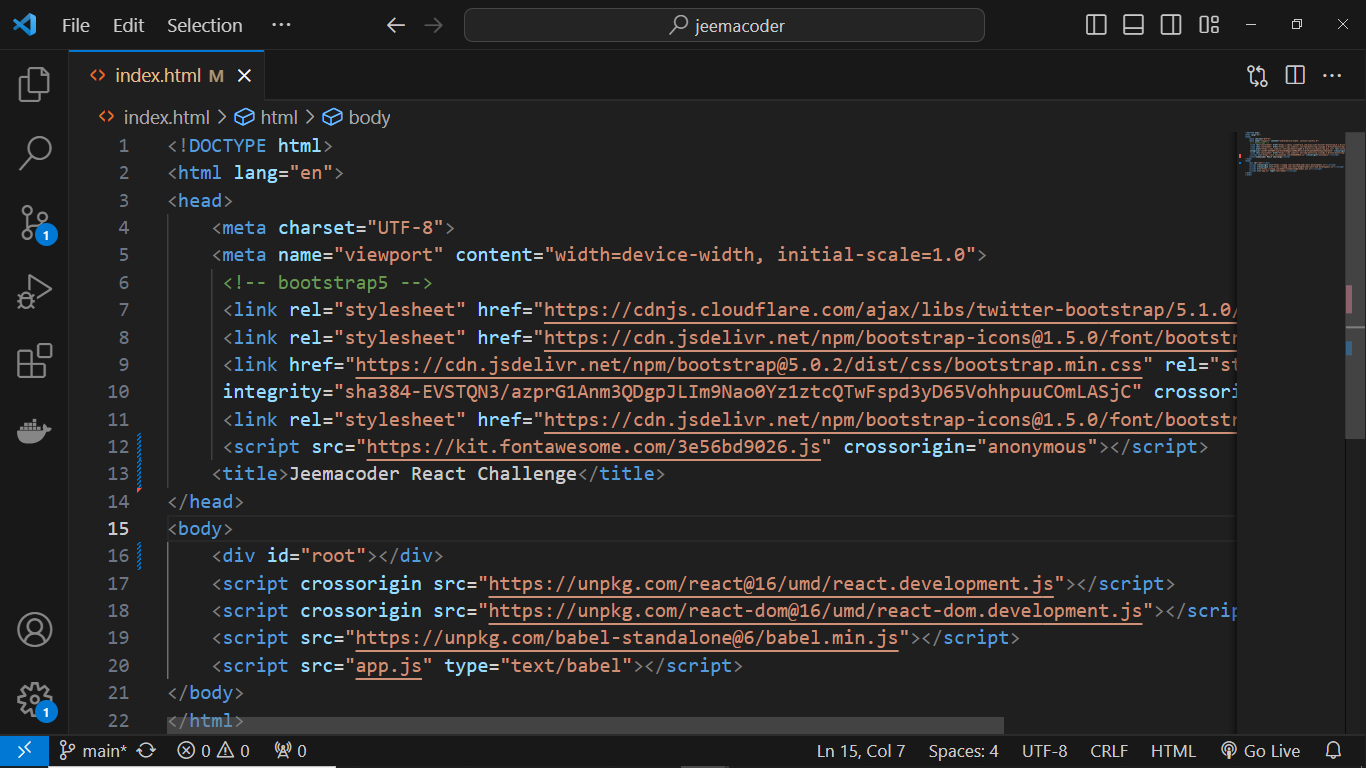 File Edit Selection ··· jeemacoder
index.html M
index.html > html > body
1 <!DOCTYPE html>
2 <html lang="en">
3 <head>
4 <meta charset="UTF-8">
5 <meta name="viewport" content="width=device-width, initial-scale=1.0">
6 <!-- bootstrap5 -->
7 <link rel="stylesheet" href="https://cdnjs.cloudflare.com/ajax/libs/twitter-bootstrap/5.1.0/
8 <link rel="stylesheet" href="https://cdn.jsdelivr.net/npm/bootstrap-icons@1.5.0/font/bootstr
9 <link href="https://cdn.jsdelivr.net/npm/bootstrap@5.0.2/dist/css/bootstrap.min.css" rel="st
10 integrity="sha384-EVSTQN3/azprG1Anm3QDgpJLIm9Nao0Yz1ztcQTwFspd3yD65VohhpuuCOmLASjC" crossori
11 <link rel="stylesheet" href="https://cdn.jsdelivr.net/npm/bootstrap-icons@1.5.0/font/bootstr
12 <script src="https://kit.fontawesome.com/3e56bd9026.js" crossorigin="anonymous"></script>
13 <title>Jeemacoder React Challenge</title>
14 </head>
15 <body>
16 <div id="root"></div>
17 <script crossorigin src="https://unpkg.com/react@16/umd/react.development.js"></script>
18 <script crossorigin src="https://unpkg.com/react-dom@16/umd/react-dom.development.js"></scrip
19 <script src="https://unpkg.com/babel-standalone@6/babel.min.js"></script>
20 <script src="app.js" type="text/babel"></script>
21 </body>
22 </html>
1
1
main* 0 0 0 Ln 15, Col 7 Spaces: 4 UTF-8 CRLF HTML Go Live